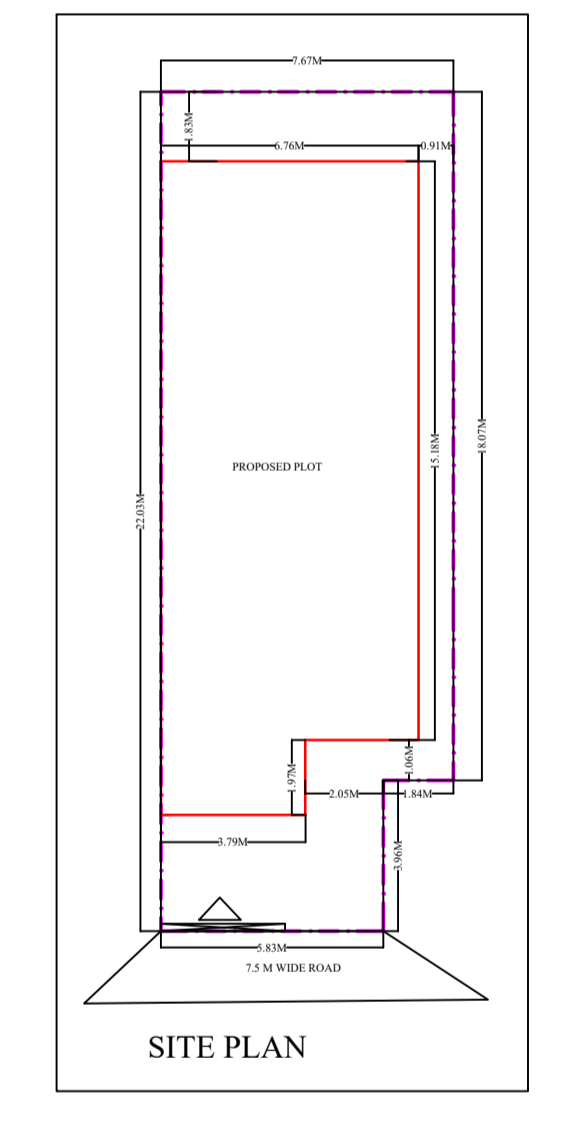 7.67M
1.83M
6.76M
0.91M
18.07M
15.18M
PROPOSED PLOT
22.03M
1.06M
1.97M
2.05M
1.84M
3.79M
3.96M
5.83M
7.5 M WIDE ROAD
SITE PLAN